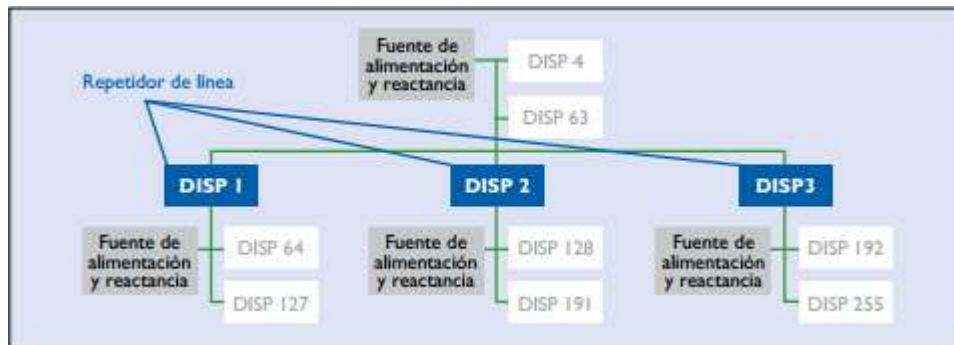 Fuente de
alimentación
y reactancia
DISP 4
DISP 63
Repetidor de línea
DISP 1
DISP 2
DISP3
Fuente de
alimentación
y reactancia
DISP 64
DISP 127
Fuente de
alimentación
y reactancia
DISP 128
DISP 191
Fuente de
alimentación
y reactancia
DISP 192
DISP 255